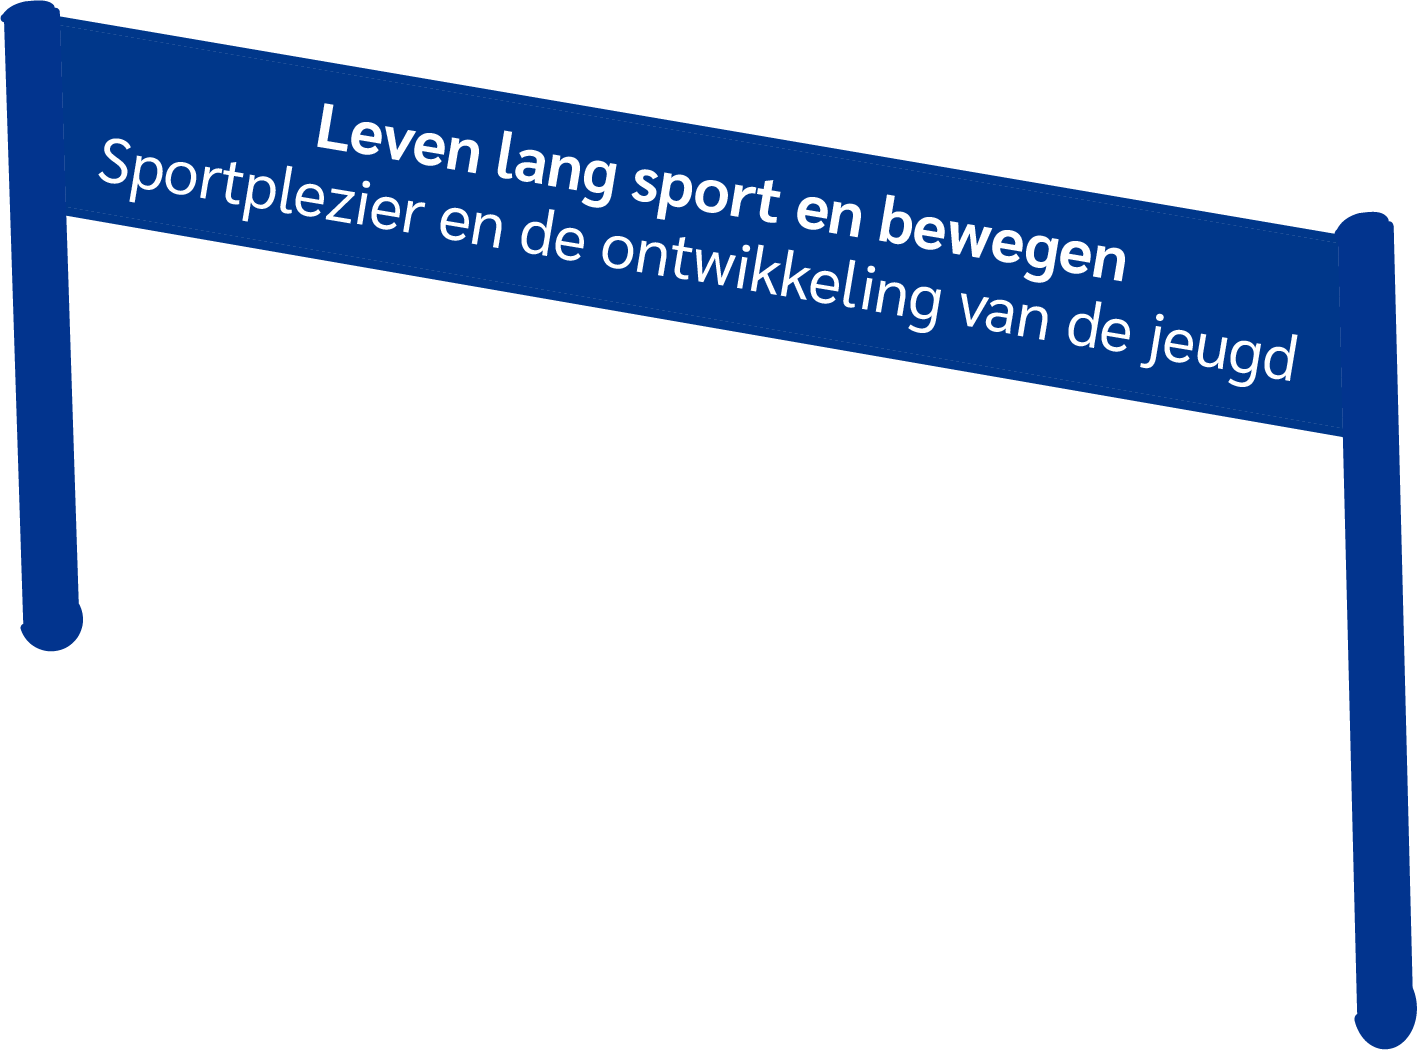 Leven lang sport en bewegen
Sportplezier en de ontwikkeling van de jeugd